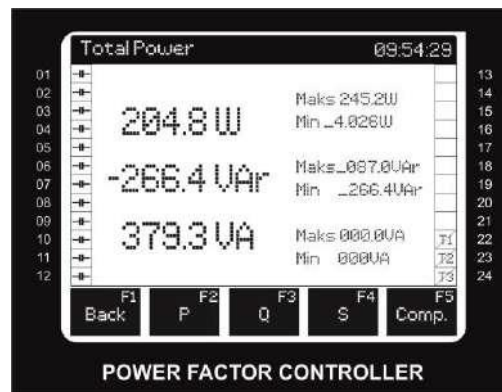 Total Power 09:54:29
01
02
03
04
05
06
07
08
09
10
11
12
204.8 W
Maks 245.2W
Min _4.026W
-266.4 VAr
Maks_087.0VAr
Min _266.4VAr
379.3 VA
Maks 000.0VA
Min 000VA
13
14
15
16
17
18
19
20
21
22
23
24
T1
T2
T3
F1 F2 F3 F4 F5
Back P Q S Comp.
POWER FACTOR CONTROLLER